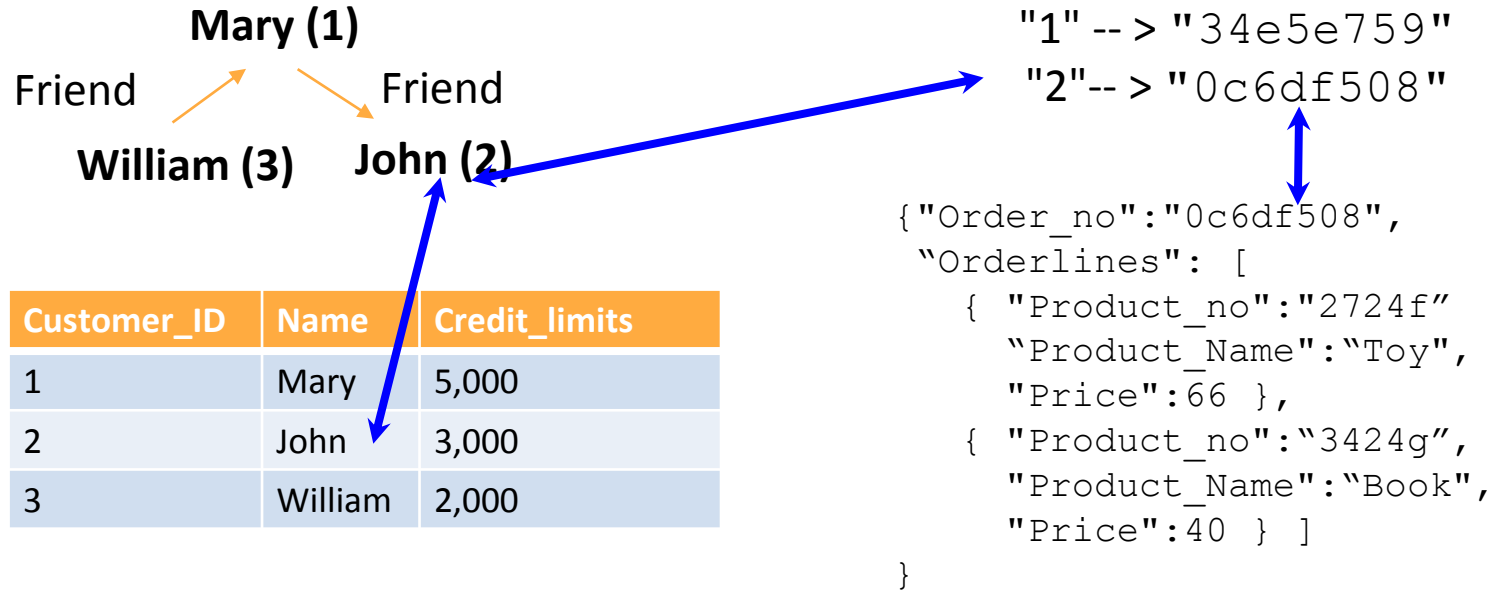 Mary (1)
Friend
Friend
William (3)
John (2)
Customer_ID Name Credit_limits
1 Mary 5,000
2 John 3,000
3 William 2,000
"1" -- > "34e5e759"
"2"-- > "0c6df508"
{"Order_no":"0c6df508",
“Orderlines": [
{ "Product_no":"2724f”
“Product_Name":“Toy",
"Price":66 },
{ "Product_no":“3424g”,
"Product_Name":“Book",
"Price":40 } ]
}